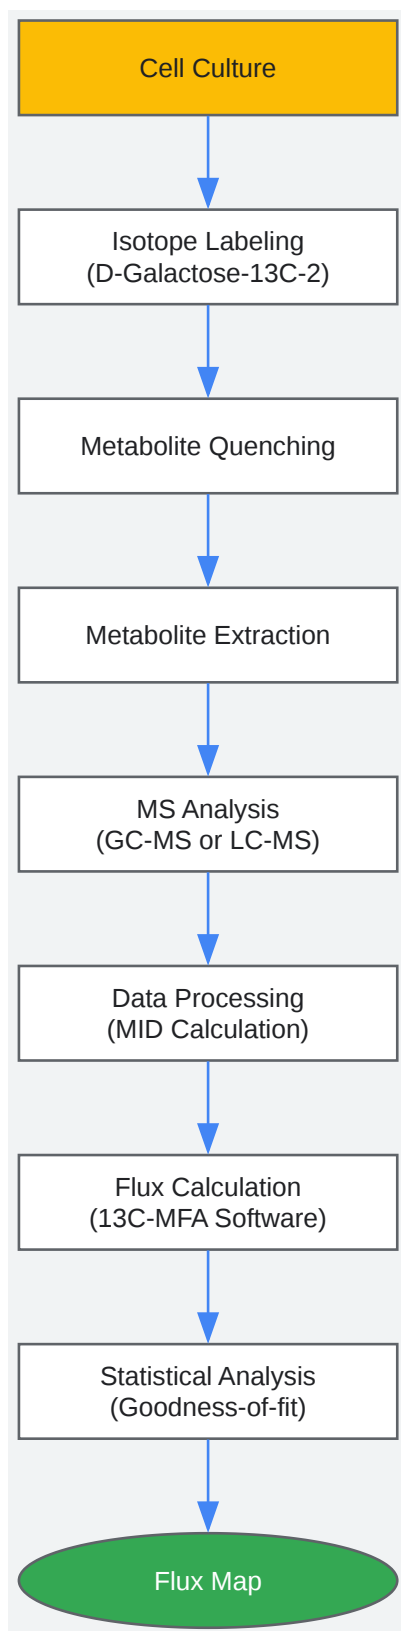 Cell Culture
Isotope Labeling
(D-Galactose-13C-2)
Metabolite Quenching
Metabolite Extraction
MS Analysis
(GC-MS or LC-MS)
Data Processing
(MID Calculation)
Flux Calculation
(13C-MFA Software)
Statistical Analysis
(Goodness-of-fit)
Flux Map